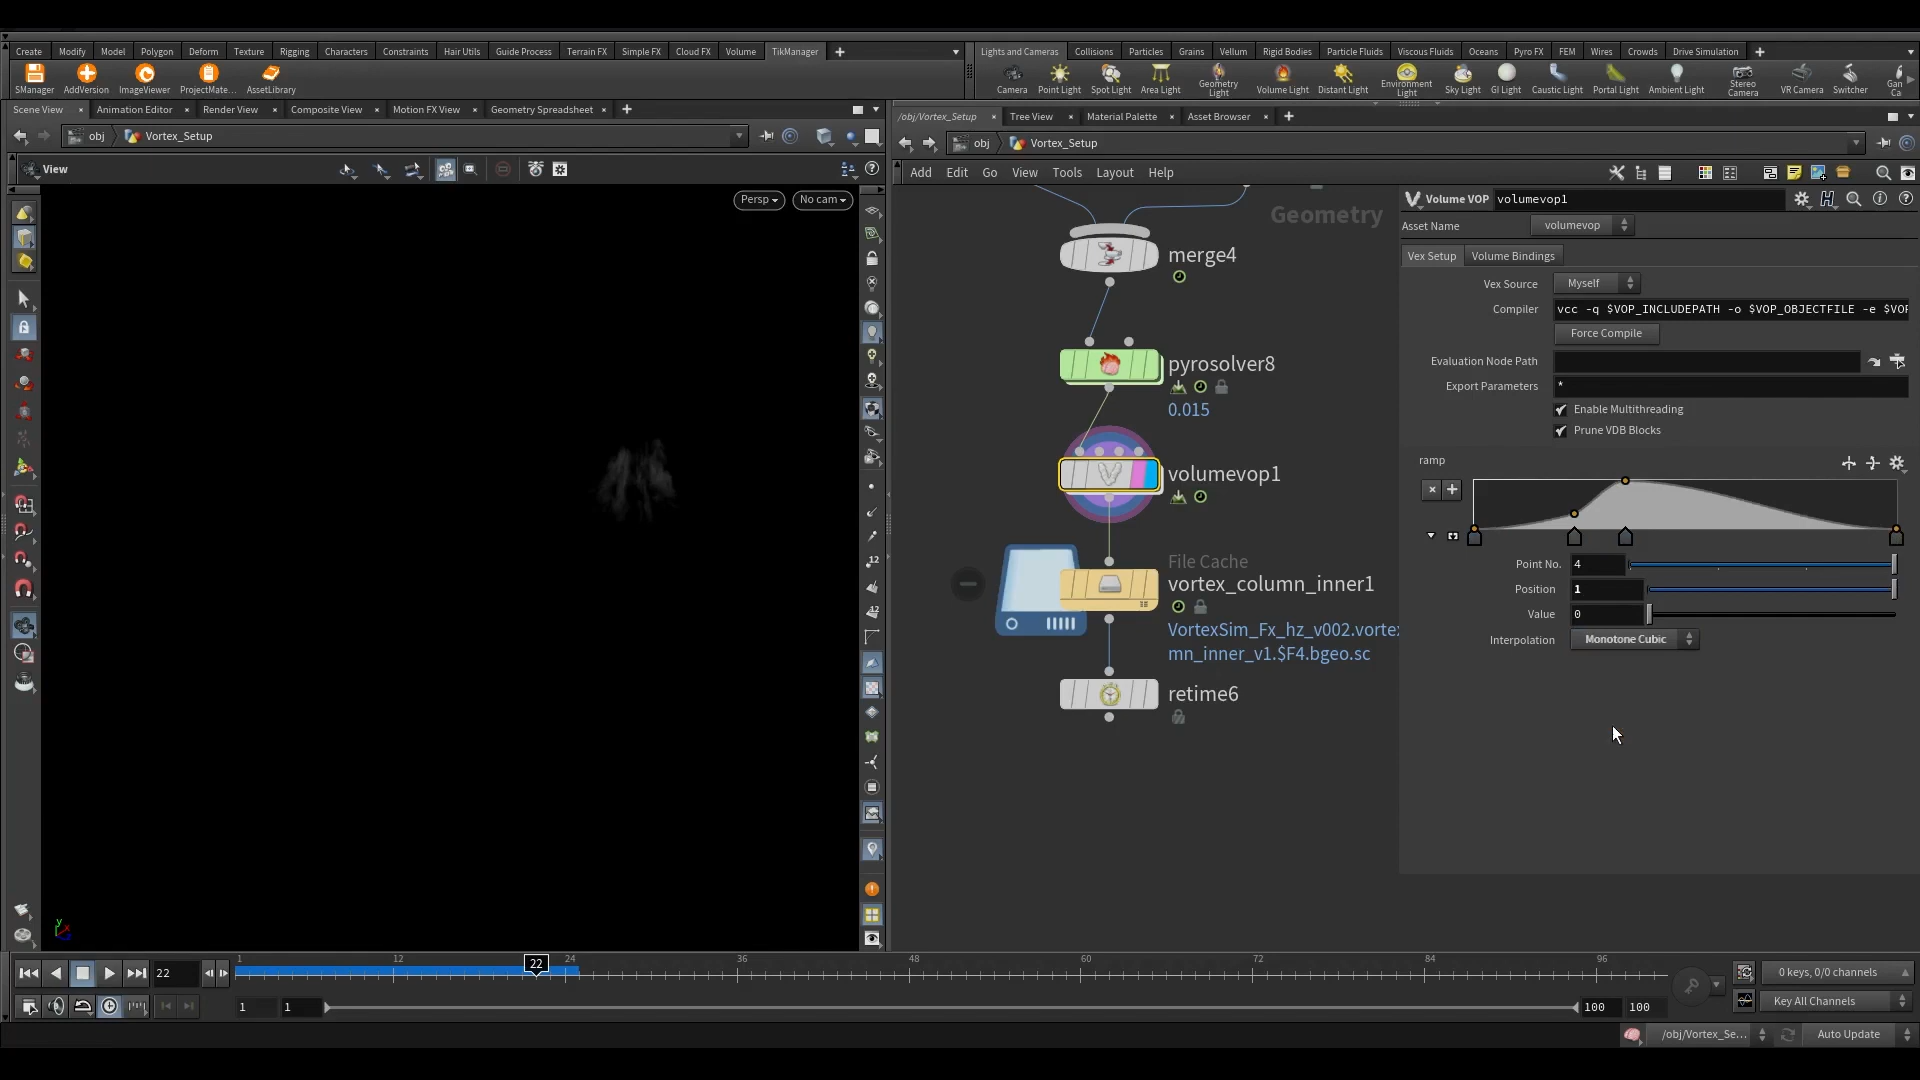 Create Modify Model Polygon Deform Texture Rigging Characters Constraints Hair Utils Guide Process Terrain FX Simple FX Cloud FX Volume TikManager
Lights and Cameras Collisions Particles Grains Vellum Rigid Bodies Particle Fluids Viscous Fluids Oceans Pyro FX FEM Wires Crowds Drive Simulation
SManager AddVersion ImageViewer ProjectMate... AssetLibrary
Camera Point Light Spot Light Area Light Geometry Light Volume Light Distant Light Environment Light Sky Light GI Light Caustic Light Portal Light Ambient Light Stereo Camera VR Camera Switcher
Scene View Animation Editor Render View Composite View Motion FX View Geometry Spreadsheet
/obj/Vortex_Setup Tree View Material Palette Asset Browser
obj Vortex_Setup
obj Vortex_Setup
View
Persp No cam
Add Edit Go View Tools Layout Help
Geometry
merge4
pyrosolver8
0.015
volumevop1
File Cache
vortex_column_inner1
VortexSim_Fx_hz_v002.vortex
mn_inner_v1.$F4.bgeo.sc
retime6
Volume VOP volumevop1
Asset Name volumevop
Vex Setup Volume Bindings
Vex Source Myself
Compiler vcc -q $VOP_INCLUDEPATH -o $VOP_OBJECTFILE -e $VOP
Force Compile
Evaluation Node Path
Export Parameters *
Enable Multithreading
Prune VDB Blocks
ramp
Point No. 4
Position 1
Value 0
Interpolation Monotone Cubic
12
12
y
22
1 12 22 24 36 48 60 72 84 96
0 keys, 0/0 channels
1 1 100 100
Key All Channels
/obj/Vortex_Se... Auto Update